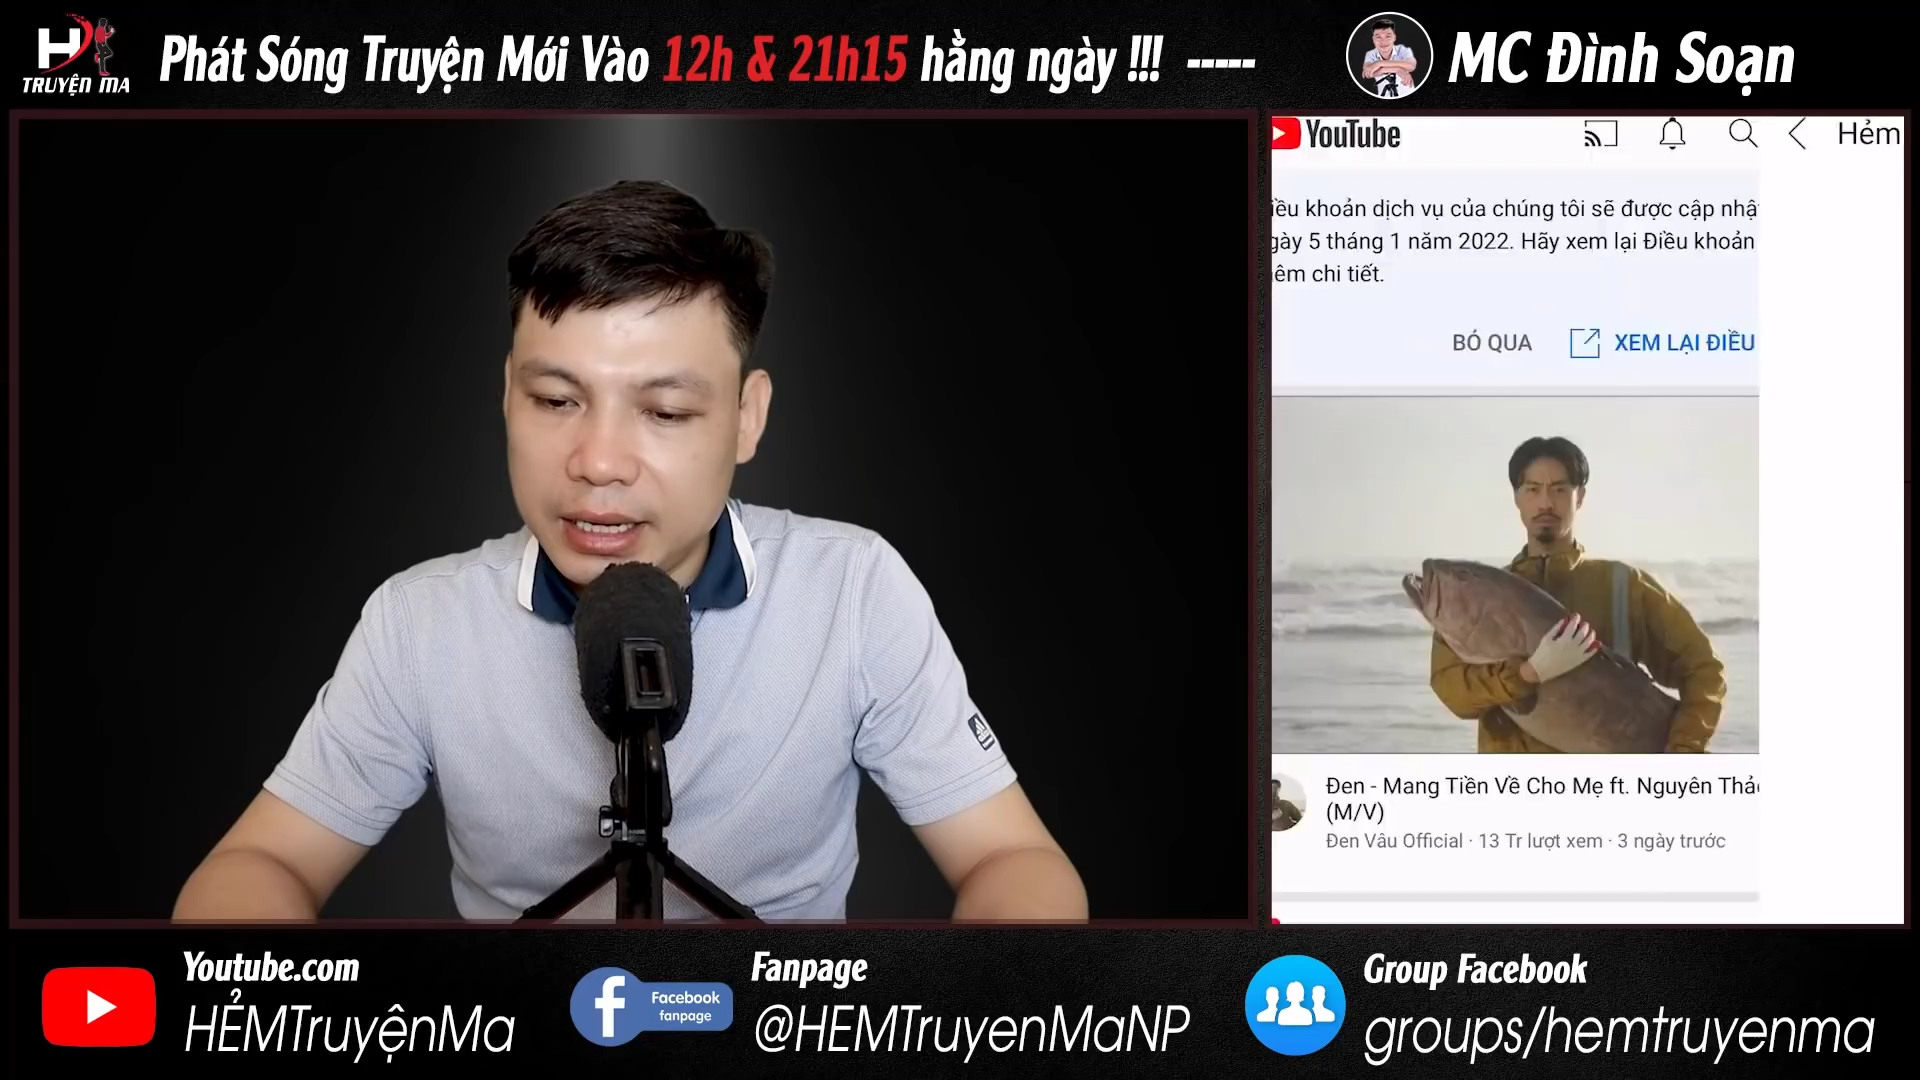 H
TRUYỆN MA
Phát Sóng Truyện Mới Vào 12h & 21h15 hằng ngày !!! -----
MC Đình Soạn
YouTube
Hẻm
iều khoản dịch vụ của chúng tôi sẽ được cập nhậ
gày 5 tháng 1 năm 2022. Hãy xem lại Điều khoản
êm chi tiết.
BỎ QUA
XEM LẠI ĐIỀU
Đen - Mang Tiền Về Cho Mẹ ft. Nguyên Thả
(M/V)
Đen Vâu Official · 13 Tr lượt xem · 3 ngày trước
Youtube.com
HẺMTruyệnMa
Facebook
fanpage
Fanpage
@HEMTruyenMaNP
Group Facebook
groups/hemtruyenma